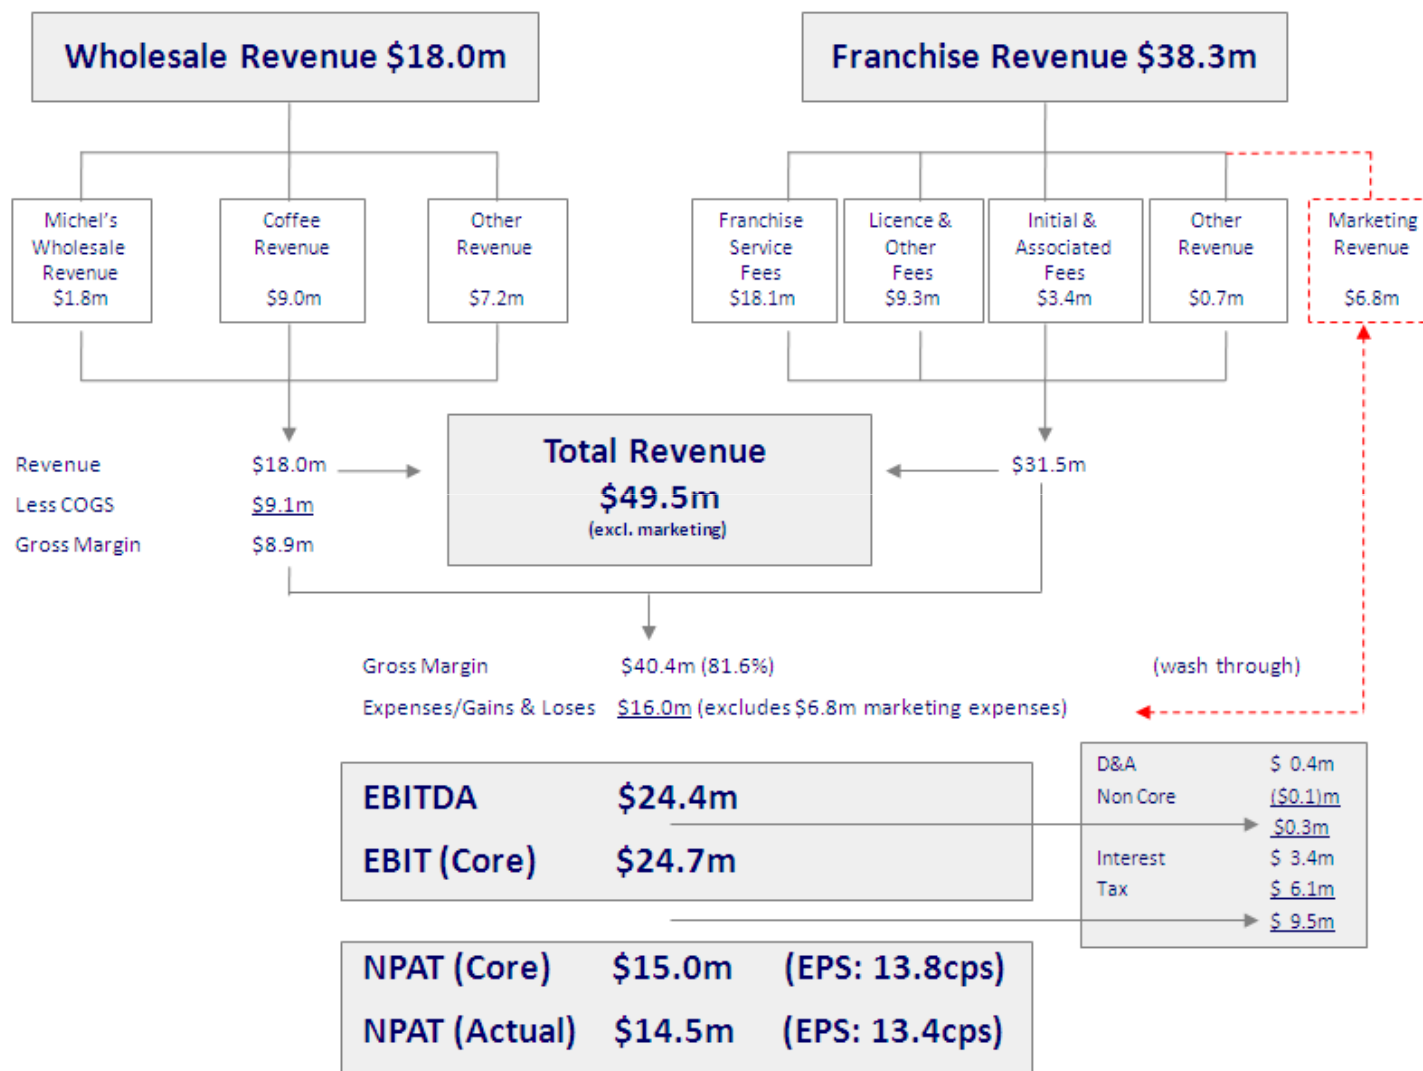 Wholesale Revenue $18.0m
Franchise Revenue $38.3m
Michel's
Wholesale
Revenue
$1.8m
Coffee
Revenue
$9.0m
Other
Revenue
$7.2m
Franchise
Service
Fees
$18.1m
Licence &
Other
Fees
$9.3m
Initial &
Associated
Fees
$3.4m
Other
Revenue
$0.7m
Marketing
Revenue
$6.8m
Revenue $18.0m
Less COGS $9.1m
Gross Margin $8.9m
Total Revenue
$49.5m
(excl. marketing)
$31.5m
Gross Margin $40.4m (81.6%)
(wash through)
Expenses/Gains & Loses $16.0m (excludes $6.8m marketing expenses)
EBITDA $24.4m
EBIT (Core) $24.7m
D&A $ 0.4m
Non Core ($0.1)m
$0.3m
Interest $ 3.4m
Tax $ 6.1m
$ 9.5m
NPAT (Core) $15.0m (EPS: 13.8cps)
NPAT (Actual) $14.5m (EPS: 13.4cps)